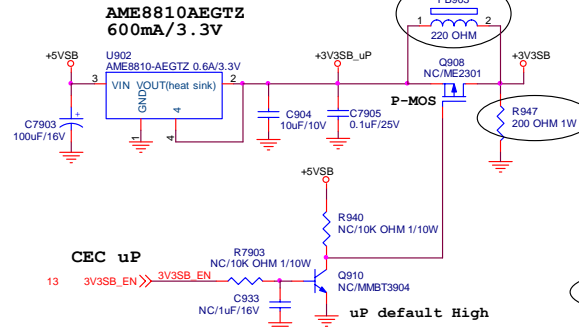 AME8810AEGTZ
600mA/3.3V
1 2
220 OHM
+5VSB
U902
AME8810-AEGTZ 0.6A/3.3V
3 VIN VOUT(heat sink) 2
GND
1
4
C7903
100uF/16V
C904
10uF/10V
+3V3SB_uP
C7905
0.1uF/25V
Q908
NC/ME2301
P-MOS
+3V3SB
R947
200 OHM 1W
+5VSB
R940
NC/10K OHM 1/10W
CEC uP
13 3V3SB_EN 3V3SB_EN
R7903
NC/10K OHM 1/10W
C933
NC/1uF/16V
Q910
NC/MMBT3904
uP default High